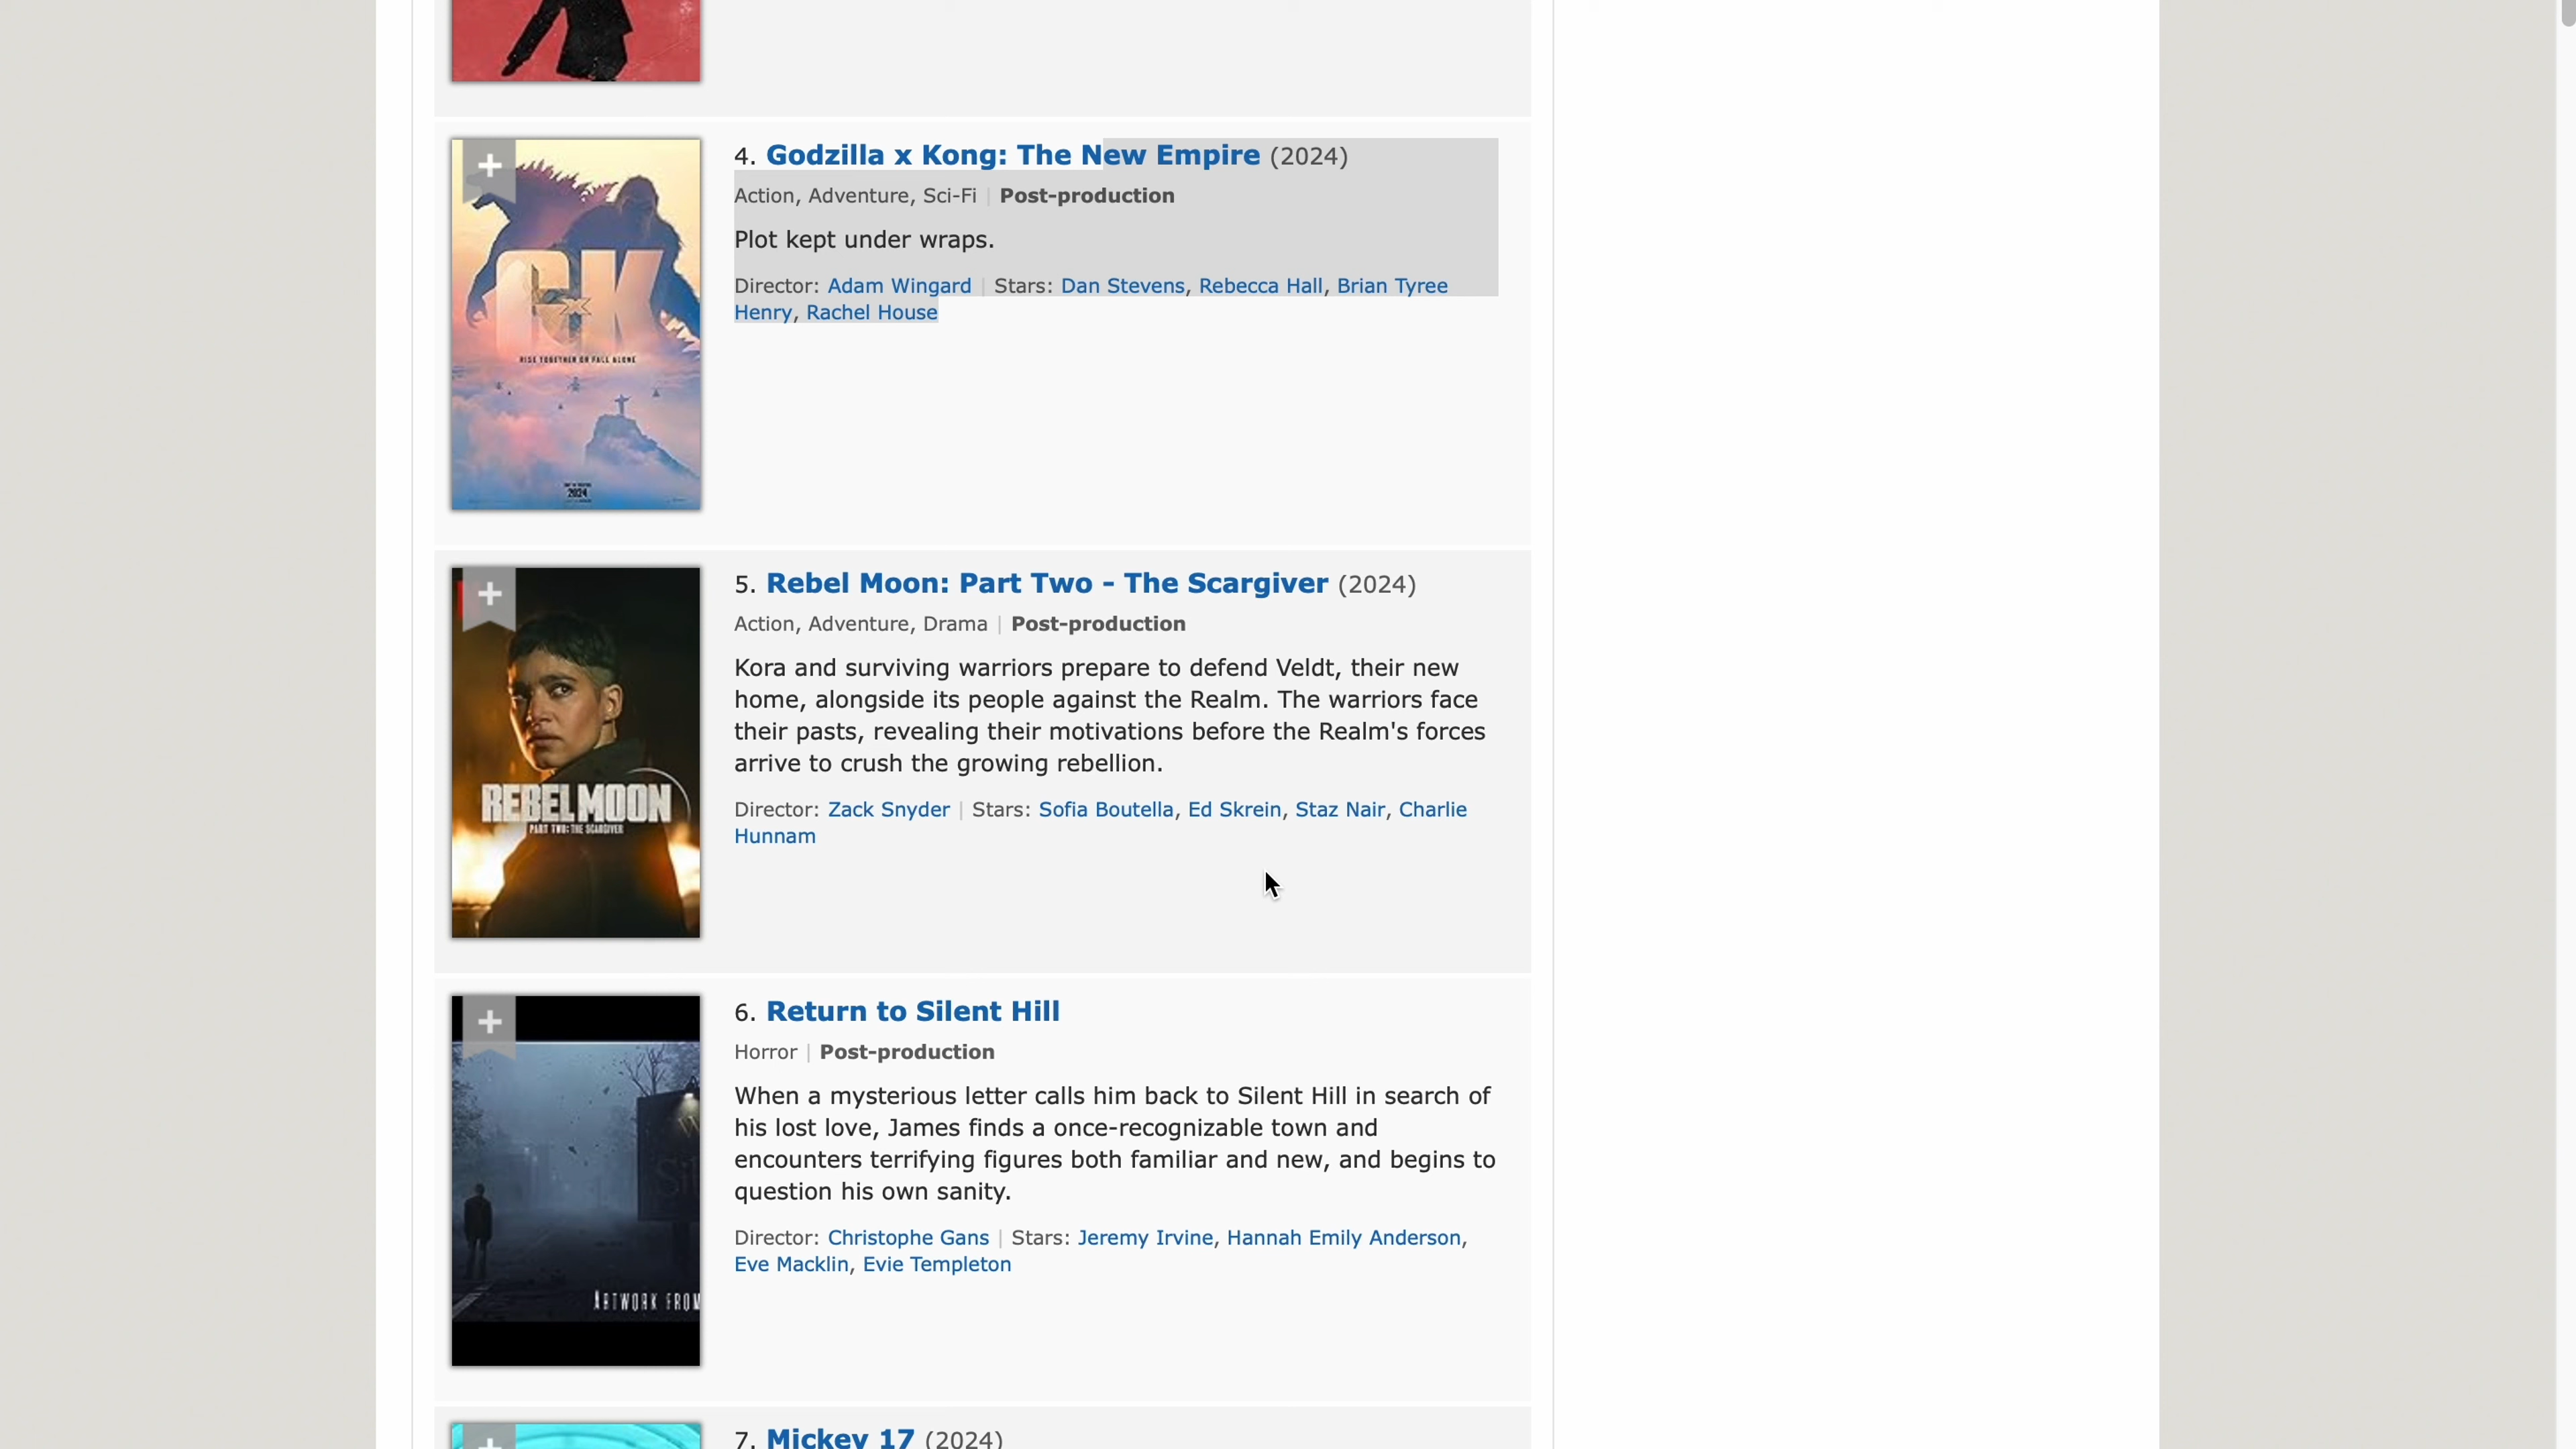 4. Godzilla x Kong: The New Empire (2024)
Action, Adventure, Sci-Fi | Post-production
Plot kept under wraps.
Director: Adam Wingard | Stars: Dan Stevens, Rebecca Hall, Brian Tyree
Henry, Rachel House
GxK
RISE TOGETHER OR FALL ALONE
2024
5. Rebel Moon: Part Two - The Scargiver (2024)
Action, Adventure, Drama | Post-production
Kora and surviving warriors prepare to defend Veldt, their new
home, alongside its people against the Realm. The warriors face
their pasts, revealing their motivations before the Realm's forces
arrive to crush the growing rebellion.
Director: Zack Snyder | Stars: Sofia Boutella, Ed Skrein, Staz Nair, Charlie
Hunnam
REBEL MOON
PART TWO: THE SCARGIVER
6. Return to Silent Hill
Horror | Post-production
When a mysterious letter calls him back to Silent Hill in search of
his lost love, James finds a once-recognizable town and
encounters terrifying figures both familiar and new, and begins to
question his own sanity.
Director: Christophe Gans | Stars: Jeremy Irvine, Hannah Emily Anderson,
Eve Macklin, Evie Templeton
ARTWORK FROM
7. Mickey 17 (2024)